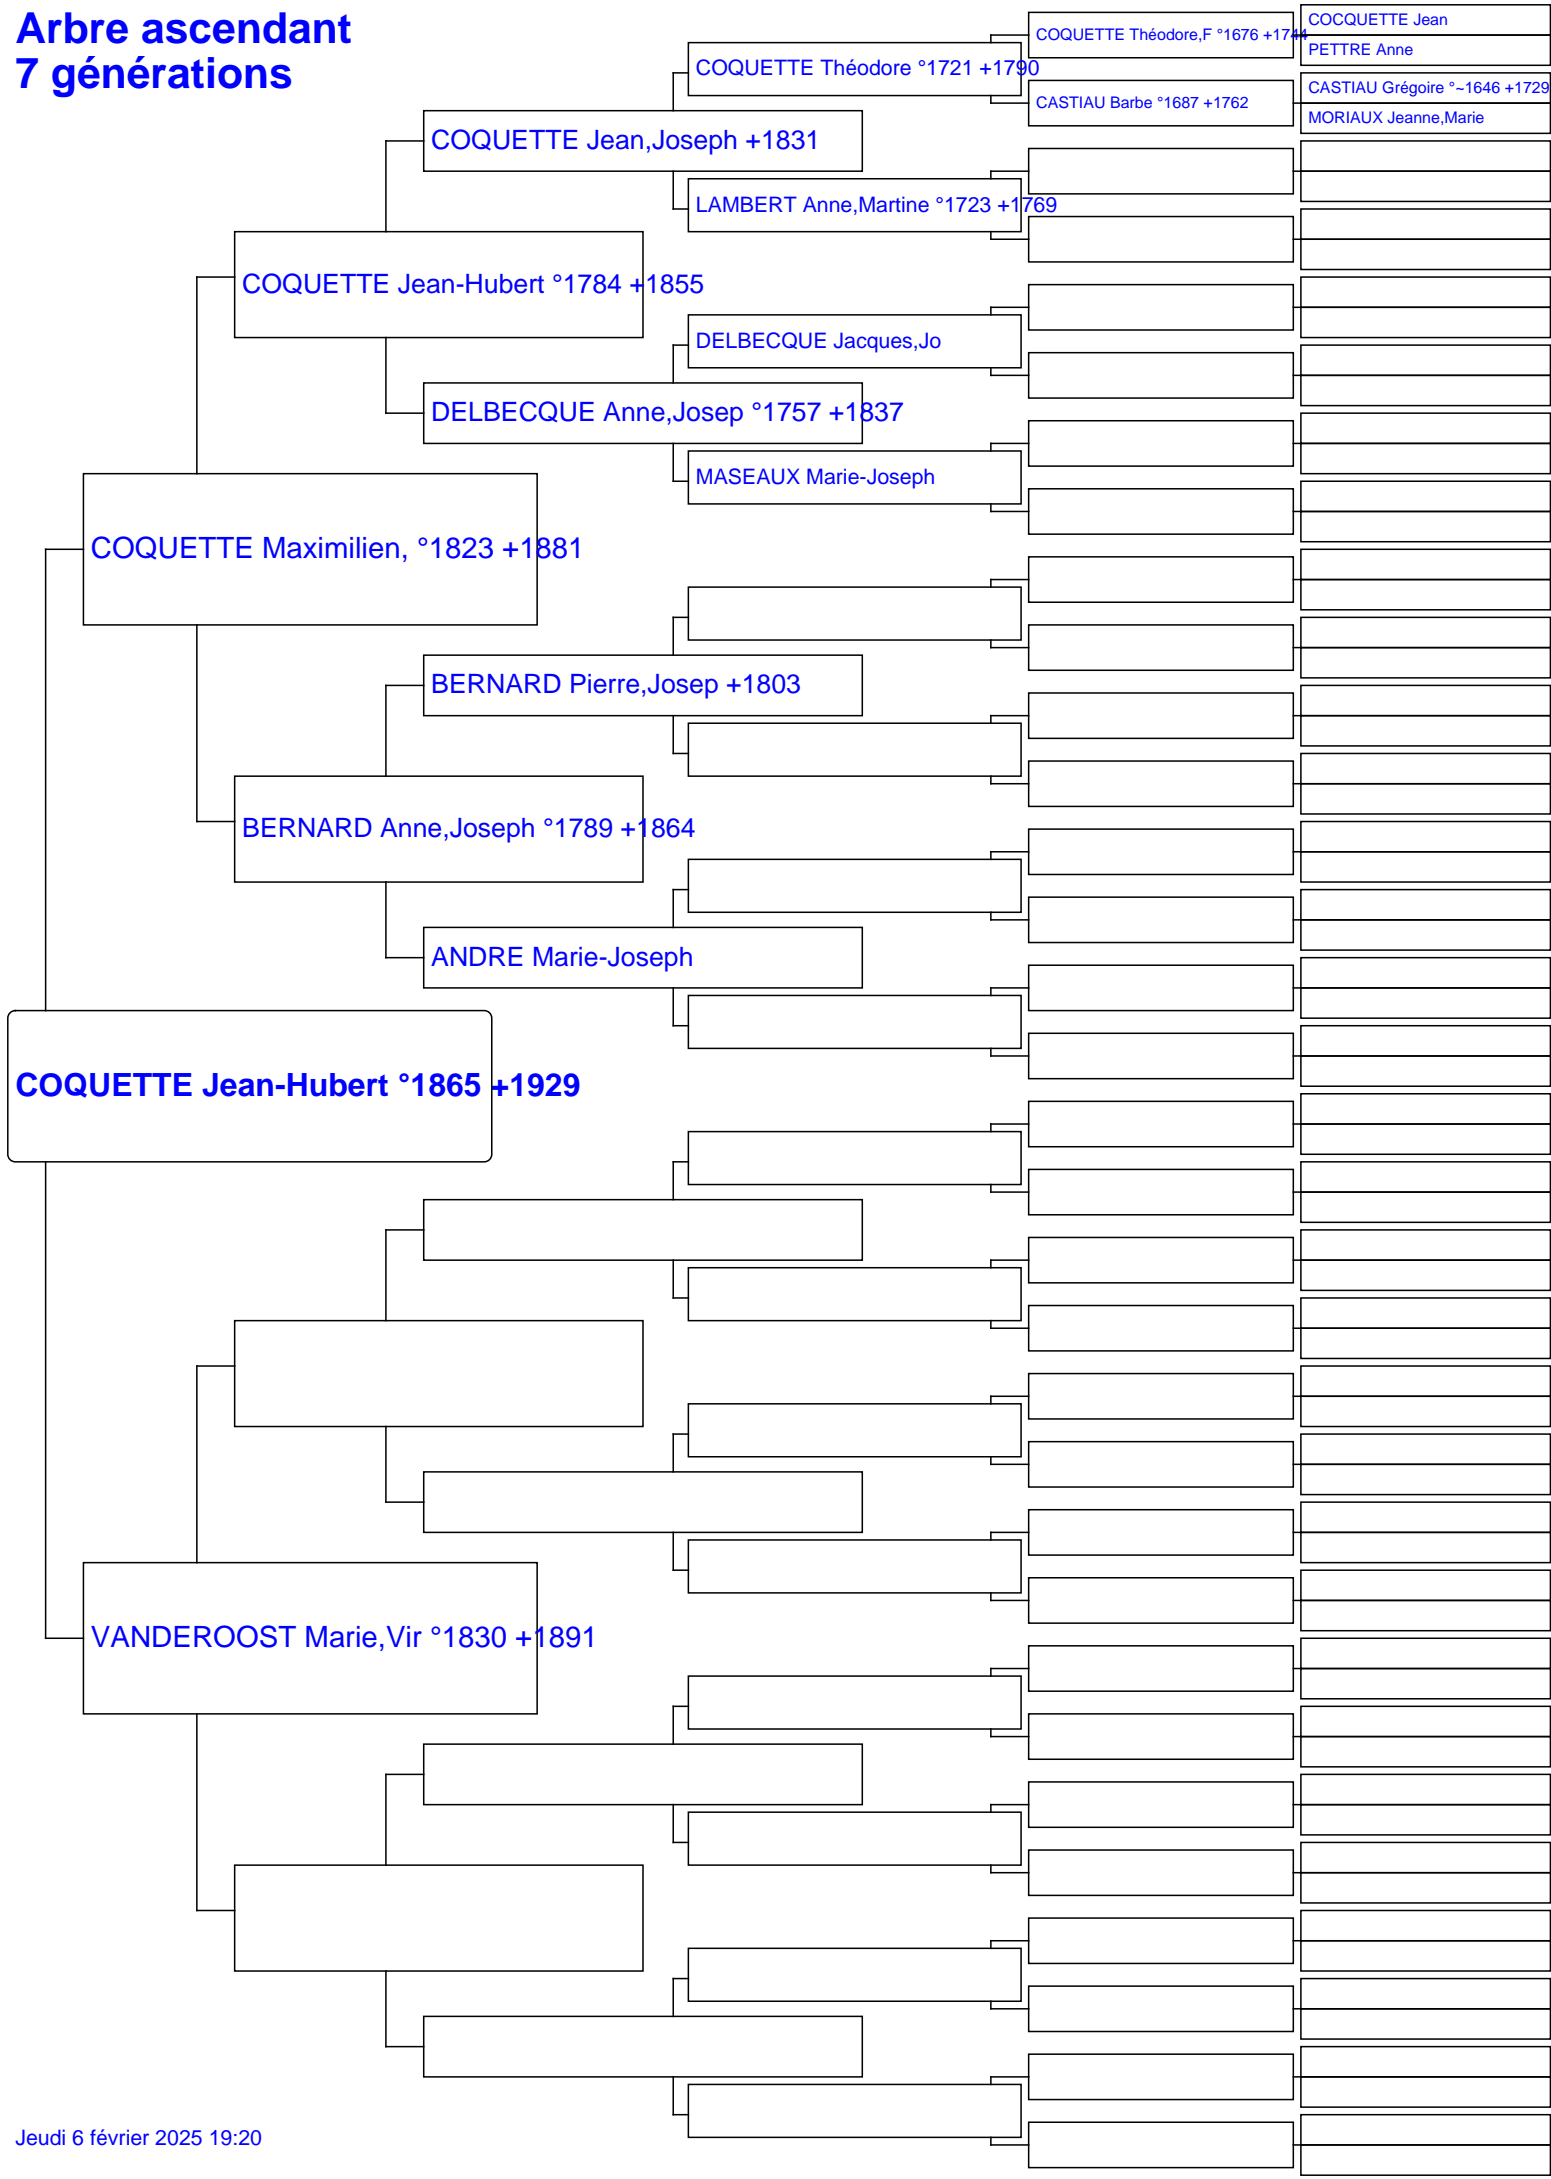 Arbre ascendant
7 générations
COCQUETTE Jean
COQUETTE Théodore,F °1676 +1744
PETTRE Anne
COQUETTE Théodore °1721 +1790
CASTIAU Grégoire °~1646 +1729
CASTIAU Barbe °1687 +1762
MORIAUX Jeanne,Marie
COQUETTE Jean,Joseph +1831
LAMBERT Anne,Martine °1723 +1769
COQUETTE Jean-Hubert °1784 +1855
DELBECQUE Jacques,Jo
DELBECQUE Anne,Josep °1757 +1837
MASEAUX Marie-Joseph
COQUETTE Maximilien, °1823 +1881
BERNARD Pierre,Josep +1803
BERNARD Anne,Joseph °1789 +1864
ANDRE Marie-Joseph
COQUETTE Jean-Hubert °1865 +1929
VANDEROOST Marie,Vir °1830 +1891
Jeudi 6 février 2025 19:20